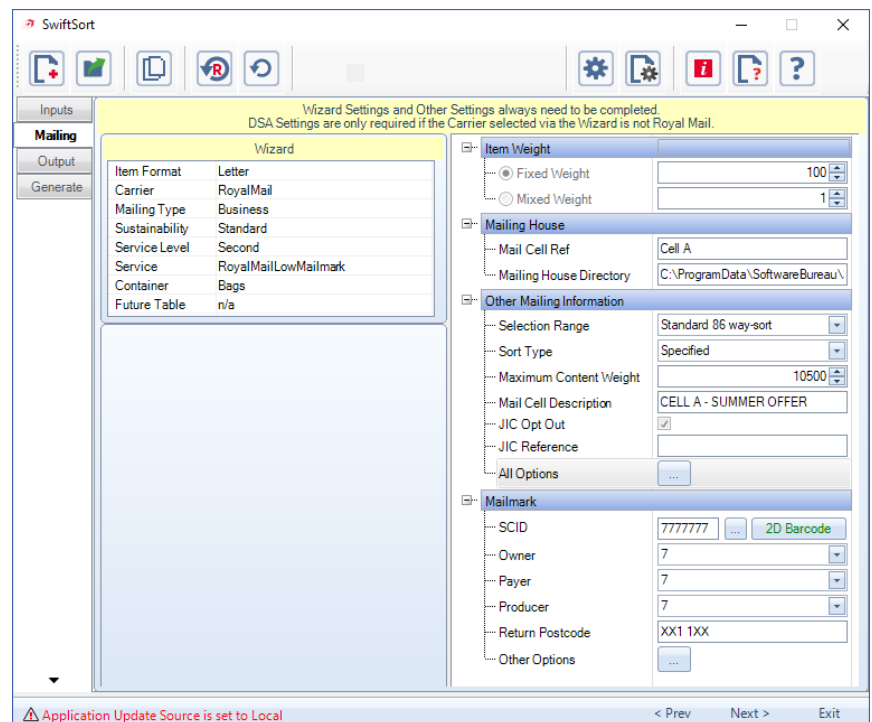 SwiftSort
R
i
?
?
Inputs
Mailing
Output
Generate
Wizard Settings and Other Settings always need to be completed.
DSA Settings are only required if the Carrier selected via the Wizard is not Royal Mail.
Wizard
Item Format Letter
Carrier RoyalMail
Mailing Type Business
Sustainability Standard
Service Level Second
Service RoyalMailLowMailmark
Container Bags
Future Table n/a
Item Weight
Fixed Weight 100
Mixed Weight 1
Mailing House
Mail Cell Ref Cell A
Mailing House Directory C:\ProgramData\SoftwareBureau\
Other Mailing Information
Selection Range Standard 86 way-sort
Sort Type Specified
Maximum Content Weight 10500
Mail Cell Description CELL A - SUMMER OFFER
JIC Opt Out
JIC Reference
All Options ...
Mailmark
SCID 7777777 ... 2D Barcode
Owner 7
Payer 7
Producer 7
Return Postcode XX1 1XX
Other Options ...
Application Update Source is set to Local
< Prev Next > Exit